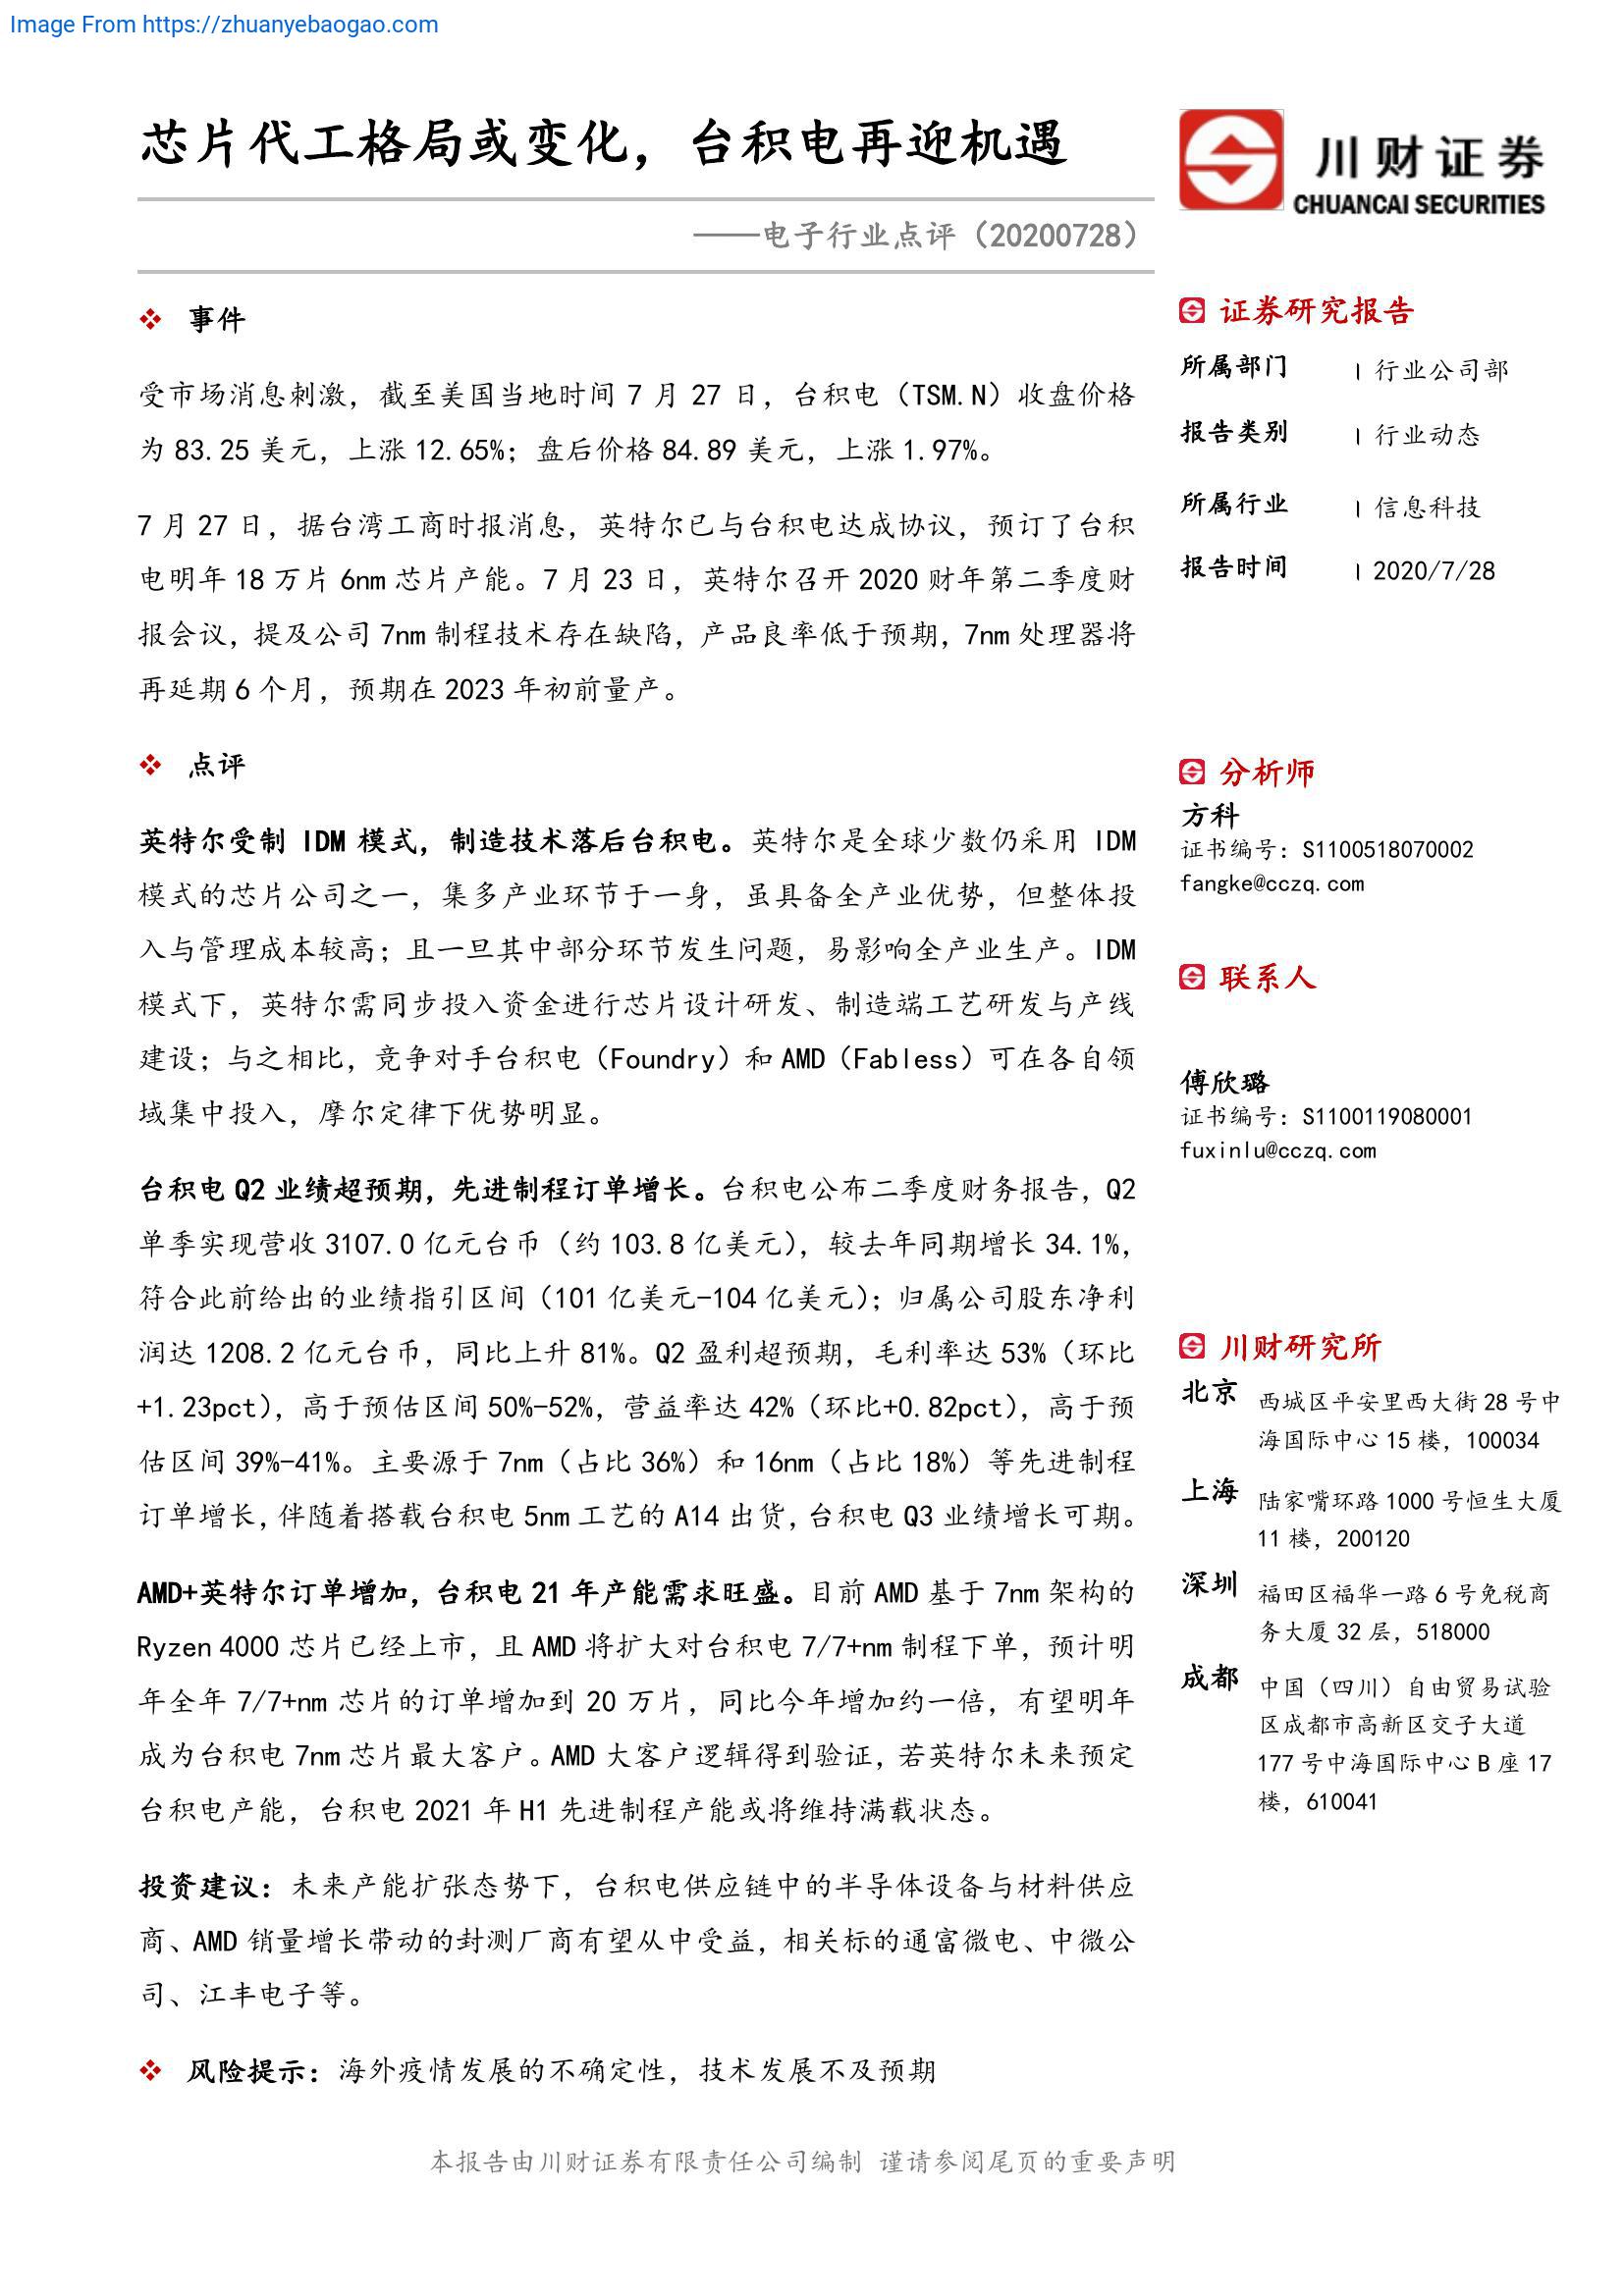 Image From https://zhuanyebaogao.com
芯片代工格局或变化，台积电再迎机遇
——电子行业点评（20200728）
事件
受市场消息刺激，截至美国当地时间 7 月 27 日，台积电（TSM.N）收盘价格
为 83.25 美元，上涨 12.65%；盘后价格 84.89 美元，上涨 1.97%。
7 月 27 日，据台湾工商时报消息，英特尔已与台积电达成协议，预订了台积
电明年 18 万片 6nm 芯片产能。7 月 23 日，英特尔召开 2020 财年第二季度财
报会议，提及公司 7nm 制程技术存在缺陷，产品良率低于预期，7nm 处理器将
再延期 6 个月，预期在 2023 年初前量产。
点评
英特尔受制 IDM 模式，制造技术落后台积电。英特尔是全球少数仍采用 IDM
模式的芯片公司之一，集多产业环节于一身，虽具备全产业优势，但整体投
入与管理成本较高；且一旦其中部分环节发生问题，易影响全产业生产。IDM
模式下，英特尔需同步投入资金进行芯片设计研发、制造端工艺研发与产线
建设；与之相比，竞争对手台积电（Foundry）和 AMD（Fabless）可在各自领
域集中投入，摩尔定律下优势明显。
台积电 Q2 业绩超预期，先进制程订单增长。台积电公布二季度财务报告，Q2
单季实现营收 3107.0 亿元台币（约 103.8 亿美元），较去年同期增长 34.1%，
符合此前给出的业绩指引区间（101 亿美元-104 亿美元）；归属公司股东净利
润达 1208.2 亿元台币，同比上升 81%。Q2 盈利超预期，毛利率达 53%（环比
+1.23pct），高于预估区间 50%-52%，营益率达 42%（环比+0.82pct），高于预
估区间 39%-41%。主要源于 7nm（占比 36%）和 16nm（占比 18%）等先进制程
订单增长，伴随着搭载台积电 5nm 工艺的 A14 出货，台积电 Q3 业绩增长可期。
AMD+英特尔订单增加，台积电 21 年产能需求旺盛。目前 AMD 基于 7nm 架构的
Ryzen 4000 芯片已经上市，且 AMD 将扩大对台积电 7/7+nm 制程下单，预计明
年全年 7/7+nm 芯片的订单增加到 20 万片，同比今年增加约一倍，有望明年
成为台积电 7nm 芯片最大客户。AMD 大客户逻辑得到验证，若英特尔未来预定
台积电产能，台积电 2021 年 H1 先进制程产能或将维持满载状态。
投资建议：未来产能扩张态势下，台积电供应链中的半导体设备与材料供应
商、AMD 销量增长带动的封测厂商有望从中受益，相关标的通富微电、中微公
司、江丰电子等。
风险提示：海外疫情发展的不确定性，技术发展不及预期
川财证券
CHUANCAI SECURITIES
证券研究报告
所属部门 | 行业公司部
报告类别 | 行业动态
所属行业 | 信息科技
报告时间 | 2020/7/28
分析师
方科
证书编号：S1100518070002
fangke@cczq.com
联系人
傅欣璐
证书编号：S1100119080001
fuxinlu@cczq.com
川财研究所
北京 西城区平安里西大街 28 号中
海国际中心 15 楼，100034
上海 陆家嘴环路 1000 号恒生大厦
11 楼，200120
深圳 福田区福华一路 6 号免税商
务大厦 32 层，518000
成都 中国（四川）自由贸易试验
区成都市高新区交子大道
177 号中海国际中心 B 座 17
楼，610041
本报告由川财证券有限责任公司编制 谨请参阅尾页的重要声明